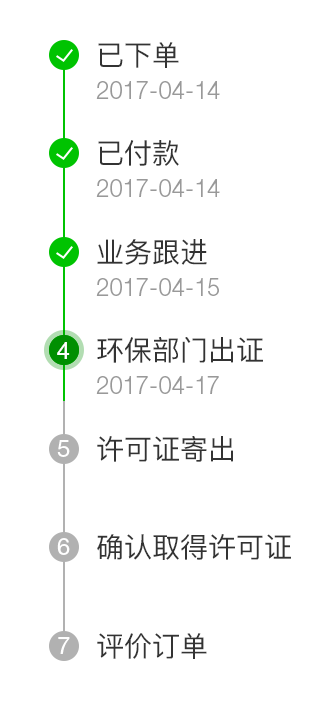 已下单
2017-04-14
已付款
2017-04-14
业务跟进
2017-04-15
4 环保部门出证
2017-04-17
5 许可证寄出
6 确认取得许可证
7 评价订单